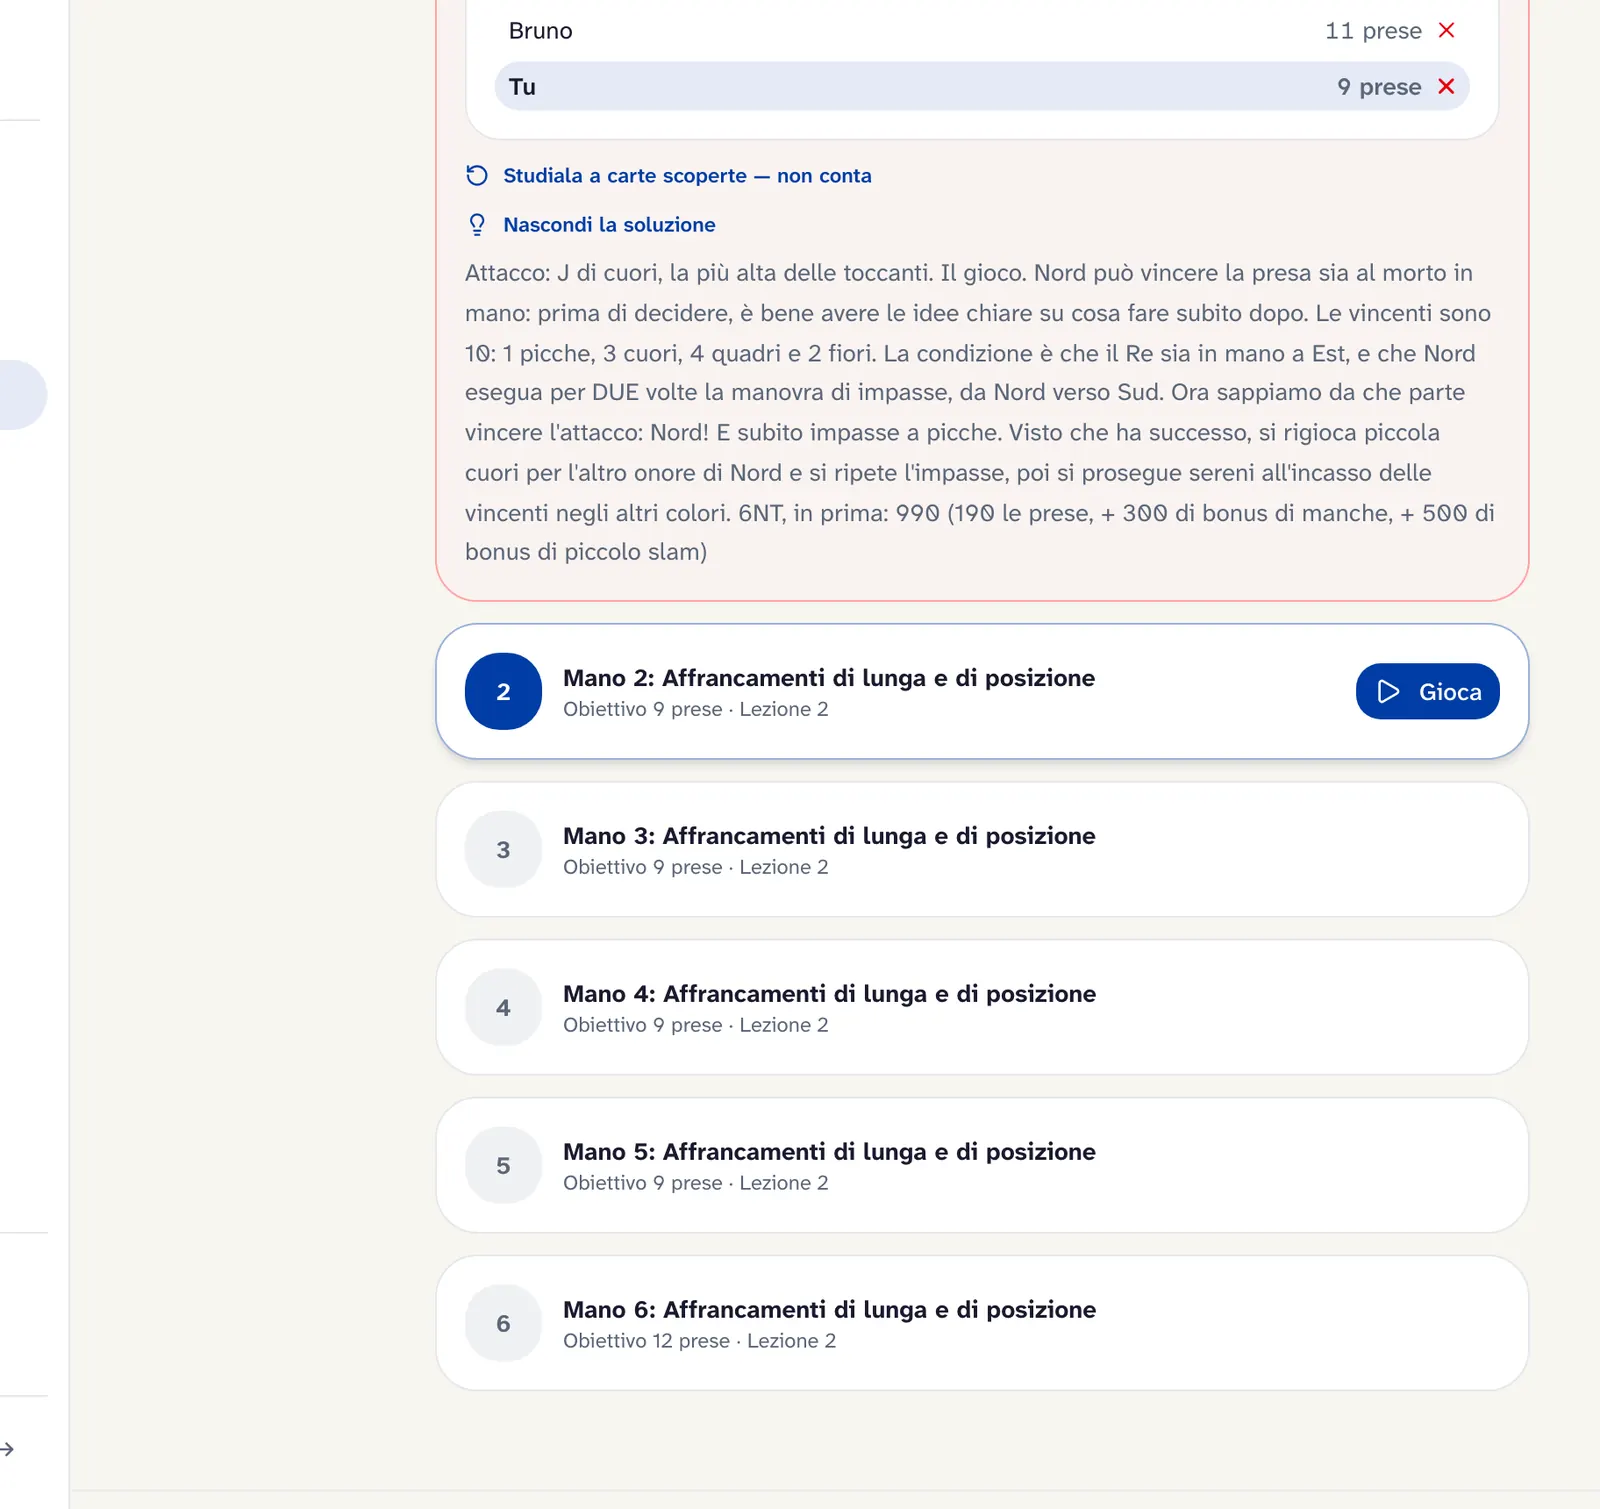 Bruno
11 prese
Tu
9 prese
Studiala a carte scoperte — non conta
Nascondi la soluzione
Attacco: J di cuori, la più alta delle toccanti. Il gioco. Nord può vincere la presa sia al morto in
mano: prima di decidere, è bene avere le idee chiare su cosa fare subito dopo. Le vincenti sono
10: 1 picche, 3 cuori, 4 quadri e 2 fiori. La condizione è che il Re sia in mano a Est, e che Nord
esegua per DUE volte la manovra di impasse, da Nord verso Sud. Ora sappiamo da che parte
vincere l'attacco: Nord! E subito impasse a picche. Visto che ha successo, si rigioca piccola
cuori per l'altro onore di Nord e si ripete l'impasse, poi si prosegue sereni all'incasso delle
vincenti negli altri colori. 6NT, in prima: 990 (190 le prese, + 300 di bonus di manche, + 500 di
bonus di piccolo slam)
2
Mano 2: Affrancamenti di lunga e di posizione
Obiettivo 9 prese · Lezione 2
Gioca
3
Mano 3: Affrancamenti di lunga e di posizione
Obiettivo 9 prese · Lezione 2
4
Mano 4: Affrancamenti di lunga e di posizione
Obiettivo 9 prese · Lezione 2
5
Mano 5: Affrancamenti di lunga e di posizione
Obiettivo 9 prese · Lezione 2
6
Mano 6: Affrancamenti di lunga e di posizione
Obiettivo 12 prese · Lezione 2